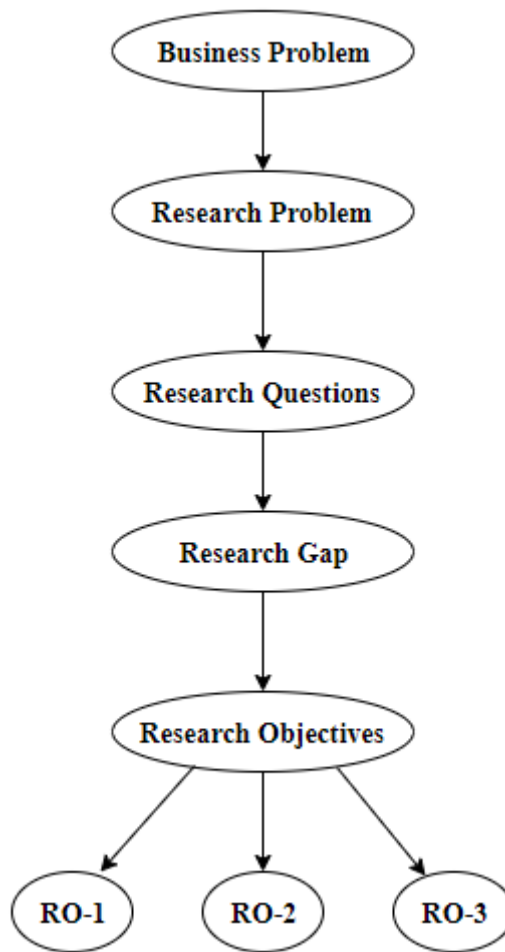 Business Problem
Research Problem
Research Questions
Research Gap
Research Objectives
RO-1
RO-2
RO-3